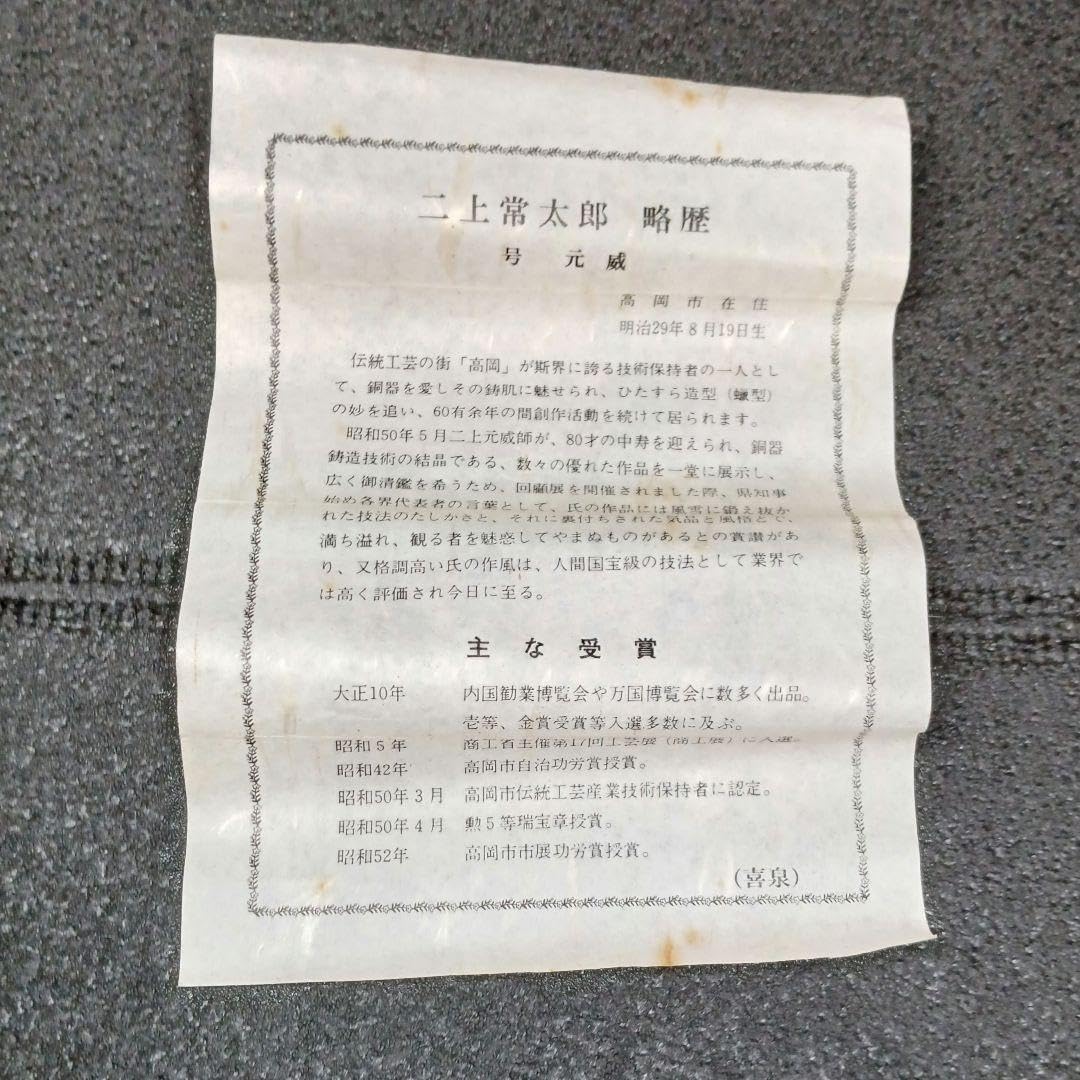 二上常太郎 略歴
号 元威
高岡市在住
明治29年8月19日生
伝統工芸の街「高岡」が斯界に誇る技術保持者の一人とし
て、銅器を愛しその鋳肌に魅せられ、ひたすら造型(蠟型)
の妙を追い、60有余年の間創作活動を続けて居られます。
昭和50年5月二上元威師が、80才の中寿を迎えられ、銅器
鋳造技術の結晶である、数々の優れた作品を一堂に展示し、
広く御清鑑を希うため、回顧展を開催されました際、県知事
始め各界代表者の言葉として、氏の作品には風雪に鍛え抜か
れた技法のたしかさと、それに裏付ちされた気品と風格とで、
満ち溢れ、観る者を魅惑してやまぬものがあるとの賞讃があ
り、又格調高い氏の作風は、人間国宝級の技法として業界で
は高く評価され今日に至る。
主な受賞
大正10年 内国勧業博覧会や万国博覧会に数多く出品。
壱等、金賞受賞等入選多数に及ぶ。
昭和5年 商工省主催第17回工芸展(商工展)に入選。
昭和42年 高岡市自治功労賞授賞。
昭和50年3月 高岡市伝統工芸産業技術保持者に認定。
昭和50年4月 勲5等瑞宝章授賞。
昭和52年 高岡市市展功労賞授賞。
(喜泉)